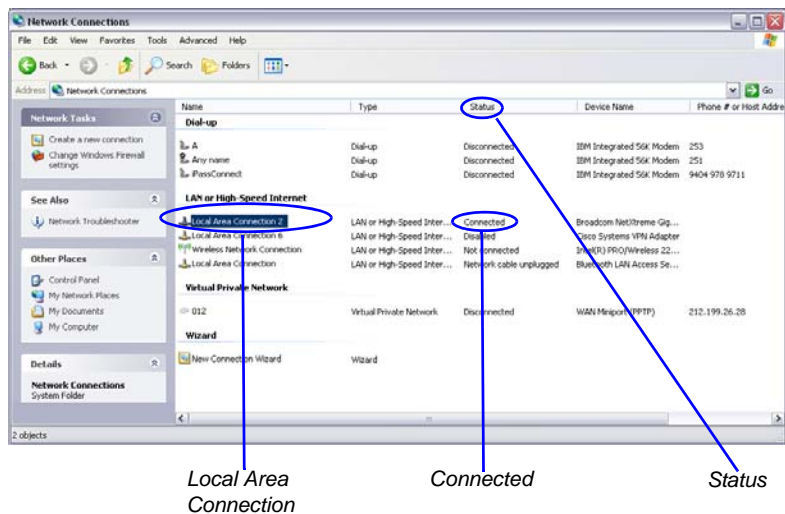 Network Connections
File Edit View Favorites Tools Advanced Help
Back Search Folders
Address Network Connections Go
Network Tasks
Create a new connection
Change Windows Firewall
settings
See Also
Network Troubleshooter
Other Places
Control Panel
My Network Places
My Documents
My Computer
Details
Network Connections
System Folder
Name Type Status Device Name Phone # or Host Addre
Dial-up
A Dial-up Disconnected IBM Integrated 56K Modem 253
Any name Dial-up Disconnected IBM Integrated 56K Modem 251
iPassConnect Dial-up Disconnected IBM Integrated 56K Modem 9404 978 9711
LAN or High-Speed Internet
Local Area Connection 2 LAN or High-Speed Inter... Connected Broadcom NetXtreme Gig...
Local Area Connection 6 LAN or High-Speed Inter... Disabled Cisco Systems VPN Adapter
Wireless Network Connection LAN or High-Speed Inter... Not connected Intel(R) PRO/Wireless 22...
Local Area Connection LAN or High-Speed Inter... Network cable unplugged Bluetooth LAN Access Se...
Virtual Private Network
012 Virtual Private Network Disconnected WAN Miniport (PPTP) 212.199.26.28
Wizard
New Connection Wizard Wizard
2 objects
Local Area
Connection
Connected
Status